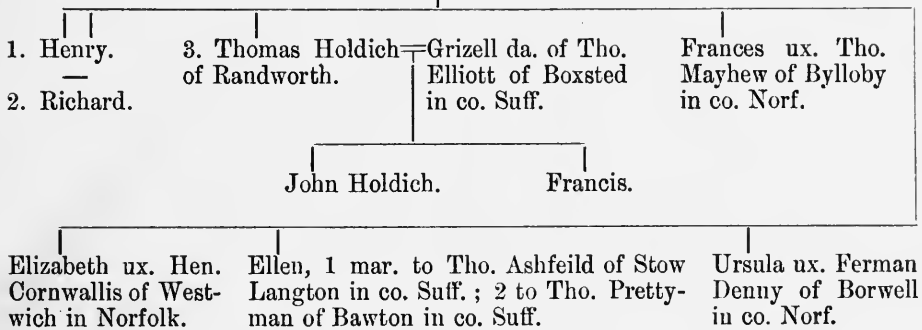 1. Henry.
—
2. Richard.
3. Thomas Holdich
of Randworth.
Grizell da. of Tho.
Elliott of Boxsted
in co. Suff.
Frances ux. Tho.
Mayhew of Bylloby
in co. Norf.
John Holdich.
Francis.
Elizabeth ux. Hen.
Cornwallis of West-
wich in Norfolk.
Ellen, 1 mar. to Tho. Ashfeild of Stow
Langton in co. Suff. ; 2 to Tho. Pretty-
man of Bawton in co. Suff.
Ursula ux. Ferman
Denny of Borwell
in co. Norf.